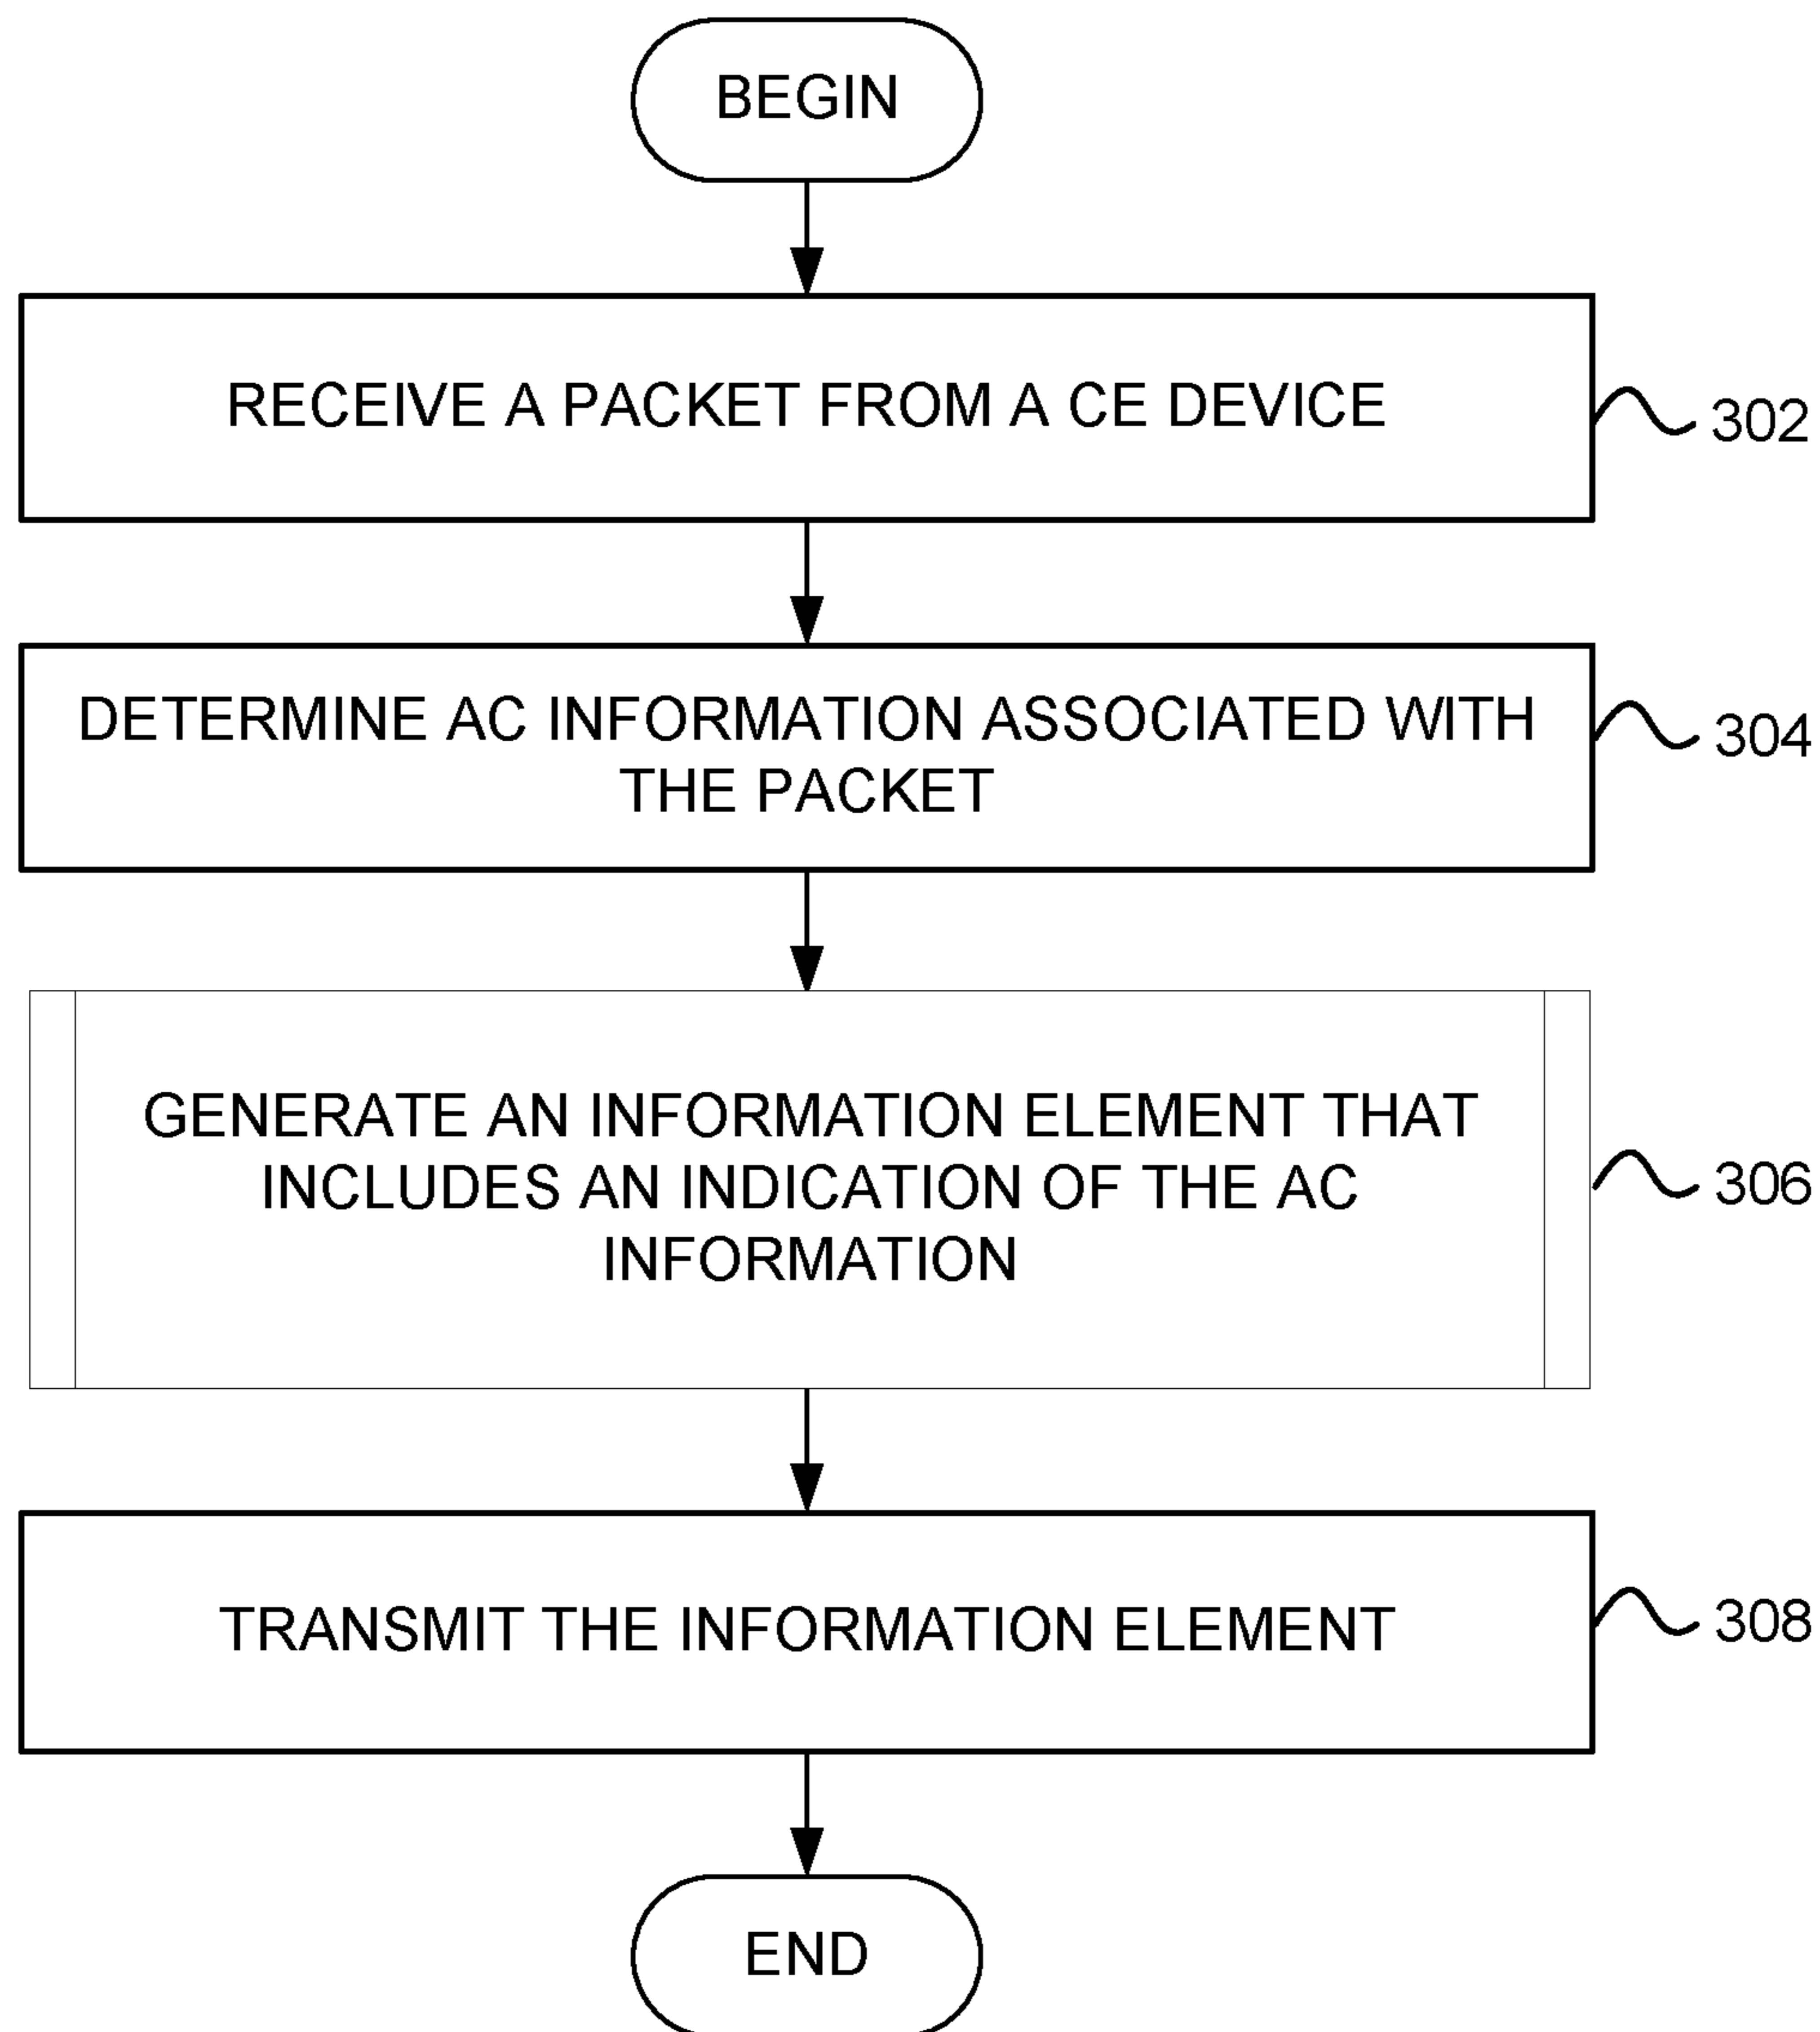 BEGIN
RECEIVE A PACKET FROM A CE DEVICE
302
DETERMINE AC INFORMATION ASSOCIATED WITH
THE PACKET
304
GENERATE AN INFORMATION ELEMENT THAT
INCLUDES AN INDICATION OF THE AC
INFORMATION
306
TRANSMIT THE INFORMATION ELEMENT
308
END